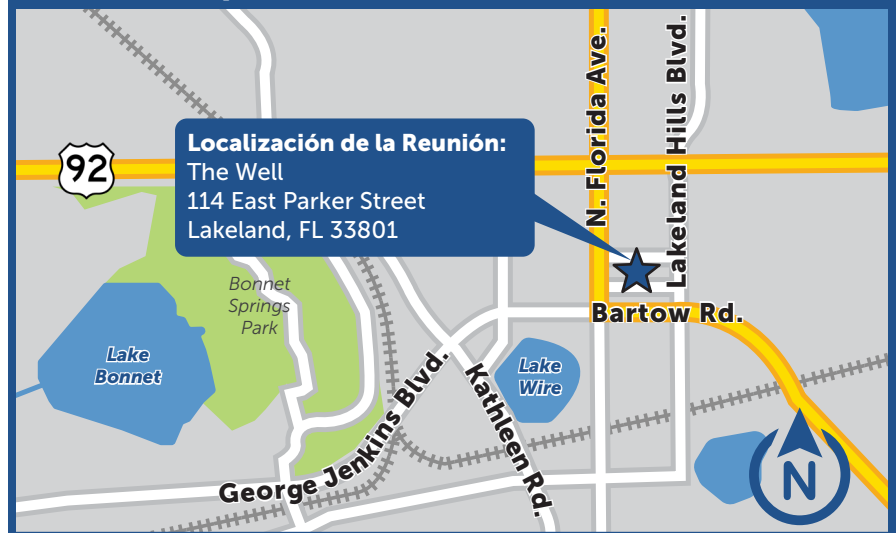 92
Localización de la Reunión:
The Well
114 East Parker Street
Lakeland, FL 33801
N. Florida Ave.
Lakeland Hills Blvd.
Bartow Rd.
Bonnet
Springs
Park
Lake
Bonnet
Lake
Wire
George Jenkins Blvd.
Kathleen Rd.
N